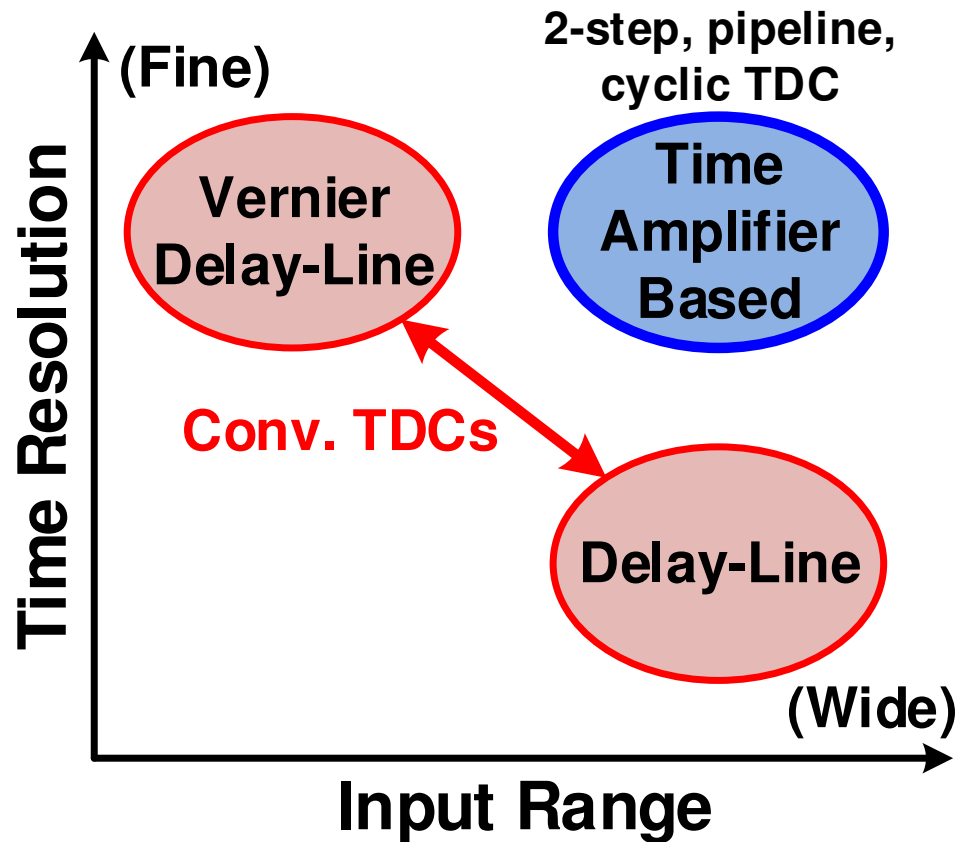 2-step, pipeline,
cyclic TDC
(Fine)
Time Resolution
Vernier
Delay-Line
Time
Amplifier
Based
Conv. TDCs
Delay-Line
(Wide)
Input Range